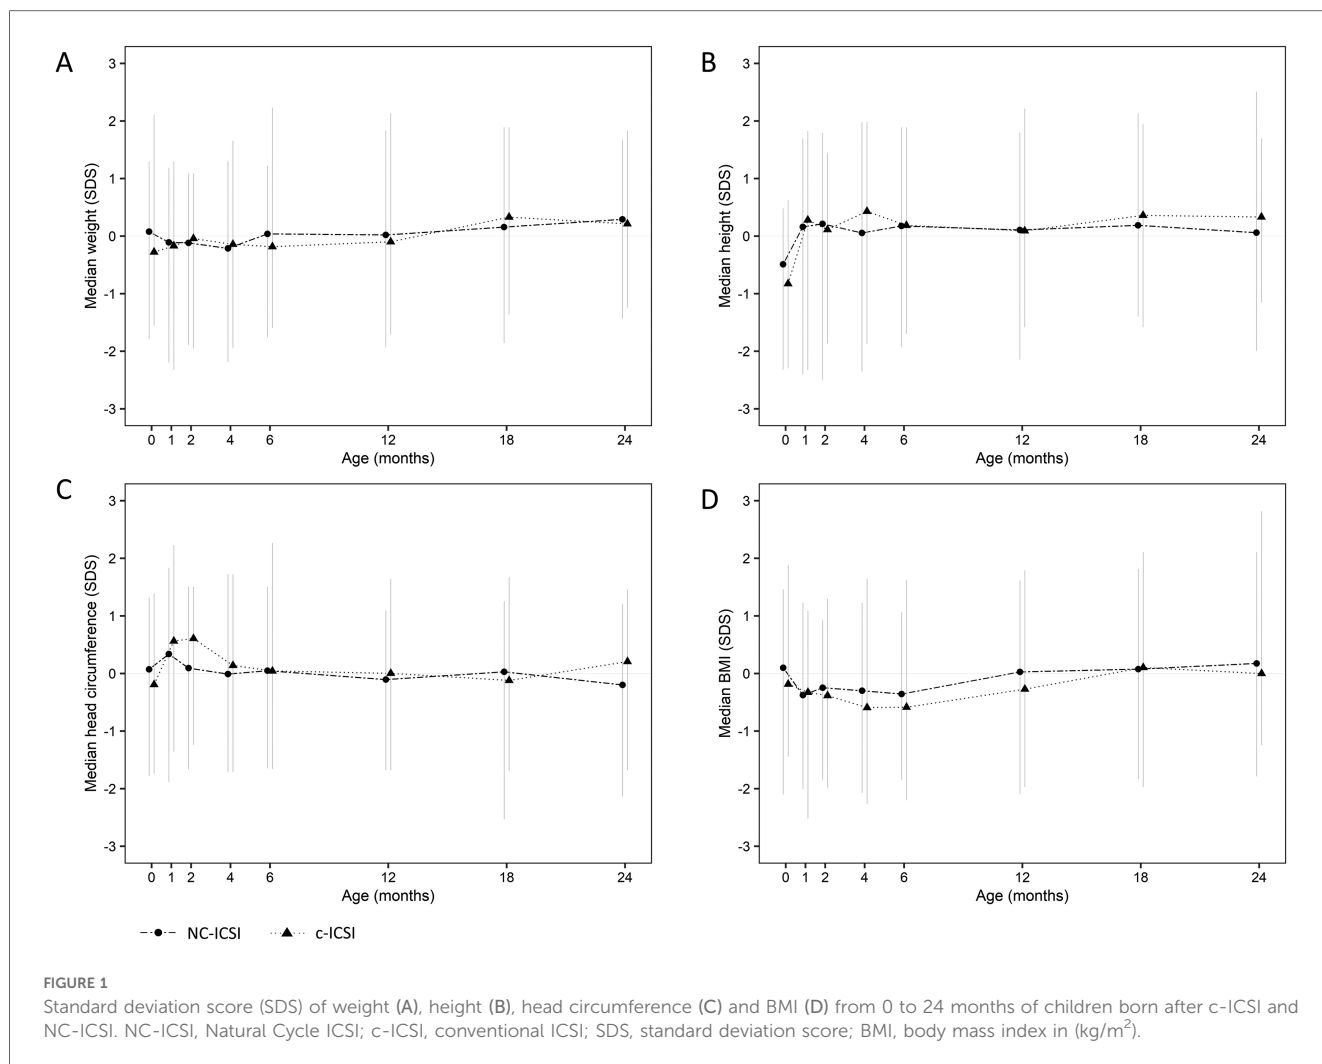 A
3
2
1
0
-1
-2
-3
Median weight (SDS)
0 1 2 4 6 12 18 24
Age (months)
B
3
2
1
0
-1
-2
-3
Median height (SDS)
0 1 2 4 6 12 18 24
Age (months)
C
3
2
1
0
-1
-2
-3
Median head circumference (SDS)
0 1 2 4 6 12 18 24
Age (months)
D
3
2
1
0
-1
-2
-3
Median BMI (SDS)
0 1 2 4 6 12 18 24
Age (months)
NC-ICSI c-ICSI
FIGURE 1
Standard deviation score (SDS) of weight (A), height (B), head circumference (C) and BMI (D) from 0 to 24 months of children born after c-ICSI and
NC-ICSI. NC-ICSI, Natural Cycle ICSI; c-ICSI, conventional ICSI; SDS, standard deviation score; BMI, body mass index in (kg/m²).